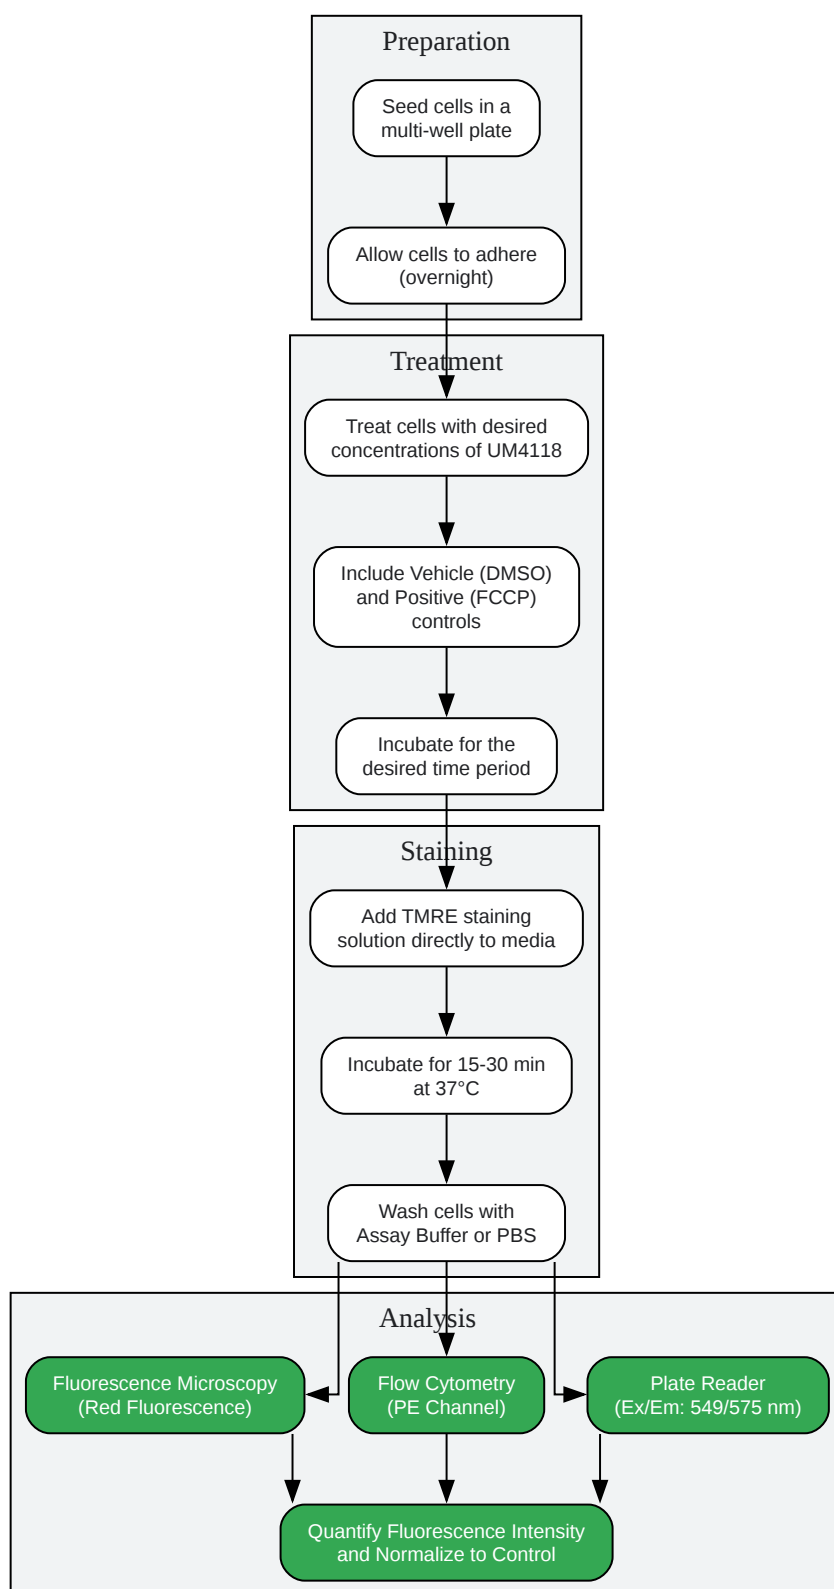 Preparation
Seed cells in a
multi-well plate
Allow cells to adhere
(overnight)
Treatment
Treat cells with desired
concentrations of UM4118
Include Vehicle (DMSO)
and Positive (FCCP)
controls
Incubate for the
desired time period
Staining
Add TMRE staining
solution directly to media
Incubate for 15-30 min
at 37°C
Wash cells with
Assay Buffer or PBS
Analysis
Fluorescence Microscopy
(Red Fluorescence)
Flow Cytometry
(PE Channel)
Plate Reader
(Ex/Em: 549/575 nm)
Quantify Fluorescence Intensity
and Normalize to Control